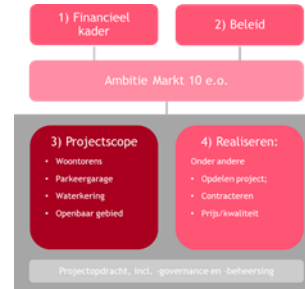 1) Financieel
kader
2) Beleid
Ambitie Markt 10 e.o.
3) Projectscope
• Woontorens
• Parkeergarage
• Waterkering
• Openbaar gebied
4) Realiseren:
Onder andere
• Opdelen project;
• Contracteren
• Prijs/kwaliteit
Projectopdracht, incl. -governance en -beheersing